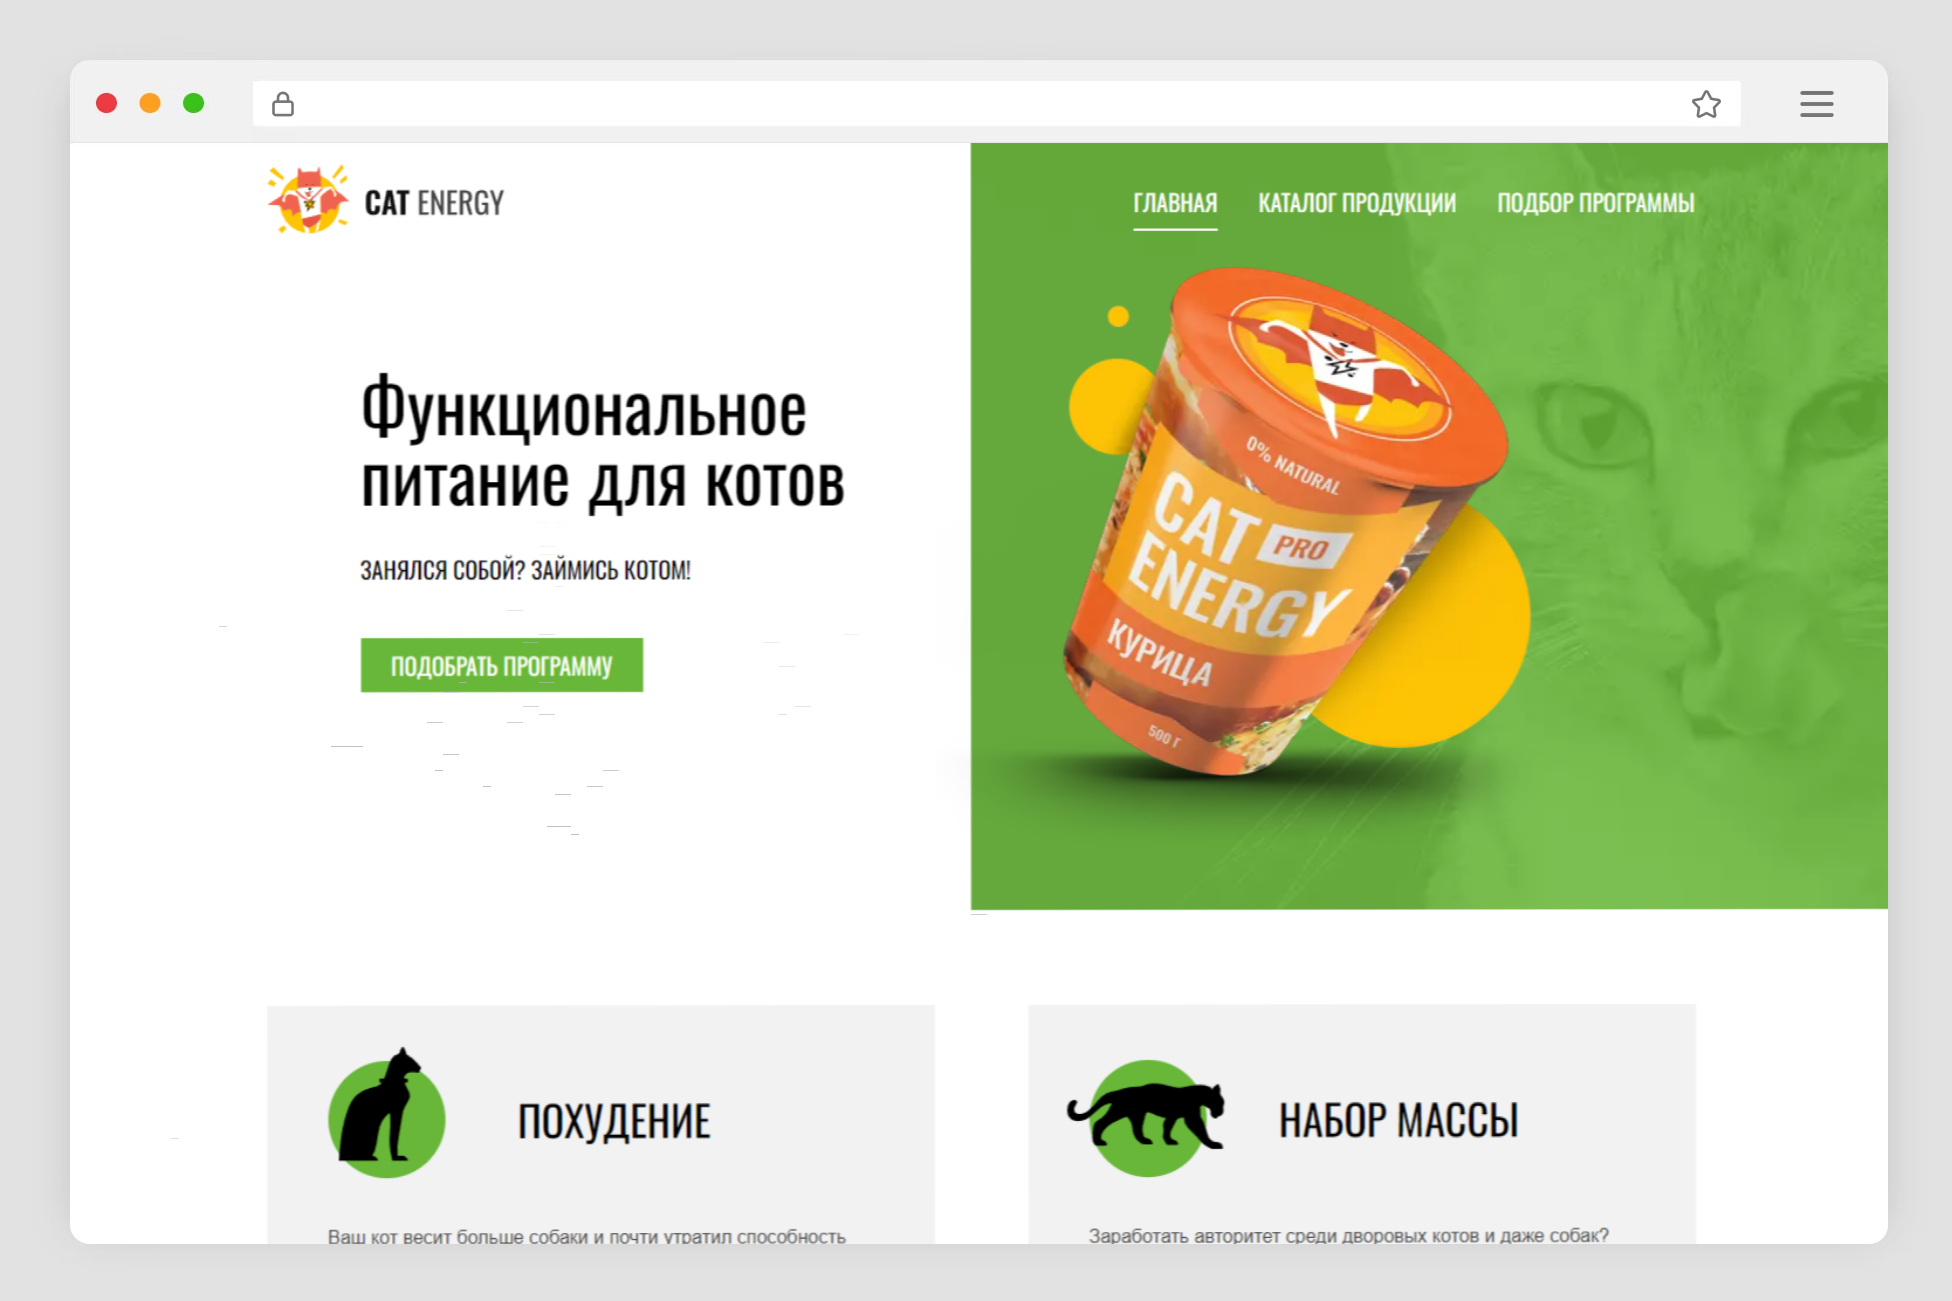 CAT ENERGY
ГЛАВНАЯ КАТАЛОГ ПРОДУКЦИИ ПОДБОР ПРОГРАММЫ
Функциональное
питание для котов
ЗАНЯЛСЯ СОБОЙ? ЗАЙМИСЬ КОТОМ!
ПОДОБРАТЬ ПРОГРАММУ
0% NATURAL
CAT PRO
ENERGY
КУРИЦА
500 Г
ПОХУДЕНИЕ
Ваш кот весит больше собаки и почти утратил способность
НАБОР МАССЫ
Заработать авторитет среди дворовых котов и даже собак?